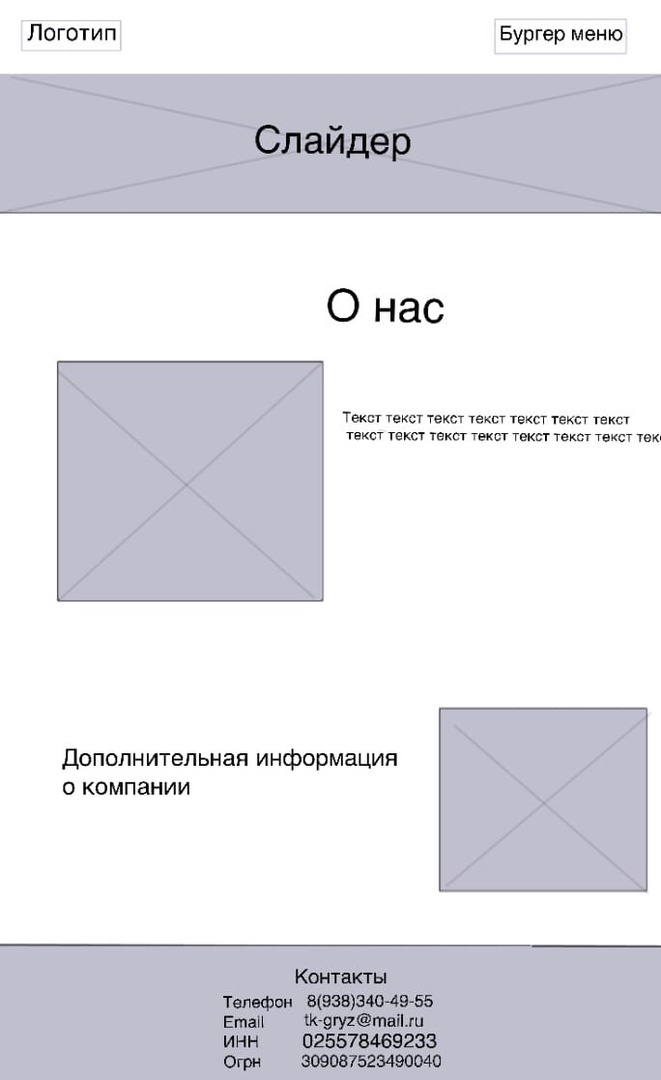 Логотип
Бургер меню
Слайдер
О нас
Текст текст текст текст текст текст текст
текст текст текст текст текст текст текст
Дополнительная информация
о компании
Контакты
Телефон 8(938)340-49-55
Email tk-gryz@mail.ru
ИНН 025578469233
Огрн 309087523490040